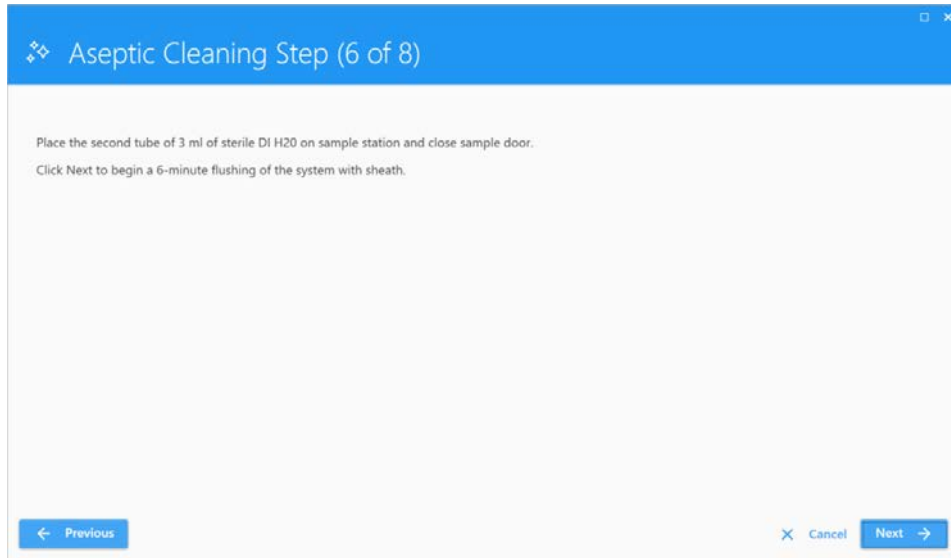 Aseptic Cleaning Step (6 of 8)
Place the second tube of 3 ml of sterile DI H20 on sample station and close sample door.
Click Next to begin a 6-minute flushing of the system with sheath.
Previous
Cancel
Next